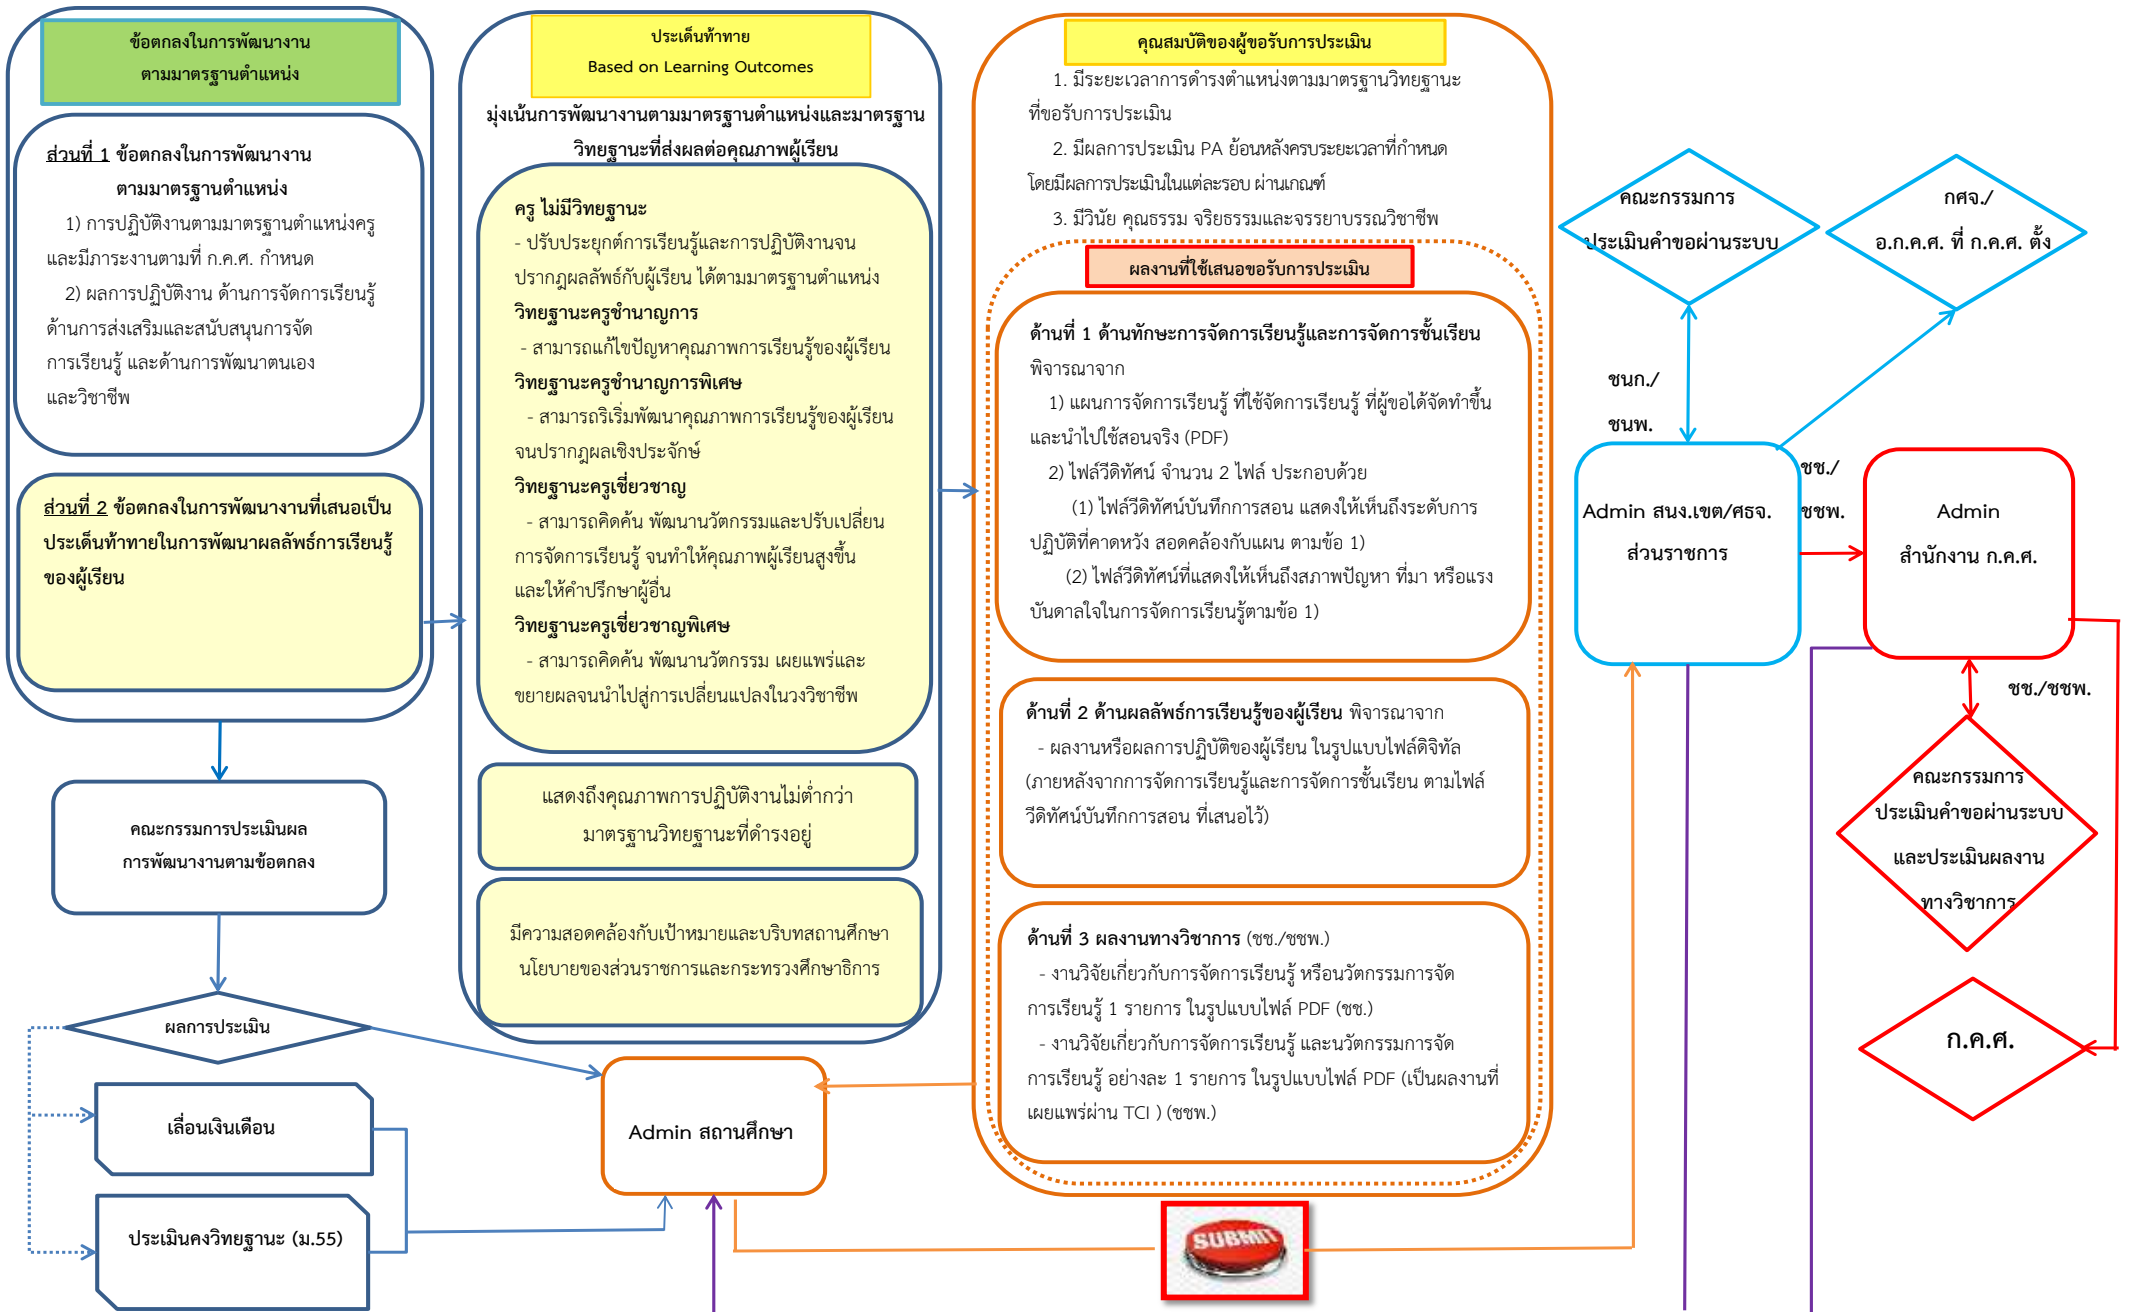 ข้อตกลงในการพัฒนางาน
ตามมาตรฐานตำแหน่ง
ส่วนที่ 1 ข้อตกลงในการพัฒนางาน
ตามมาตรฐานตำแหน่ง
1) การปฏิบัติงานตามมาตรฐานตำแหน่งครู
และมีภาระงานตามที่ ก.ค.ศ. กำหนด
2) ผลการปฏิบัติงาน ด้านการจัดการเรียนรู้
ด้านการส่งเสริมและสนับสนุนการจัด
การเรียนรู้ และด้านการพัฒนาตนเอง
และวิชาชีพ
ส่วนที่ 2 ข้อตกลงในการพัฒนางานที่เสนอเป็น
ประเด็นท้าทายในการพัฒนาผลลัพธ์การเรียนรู้
ของผู้เรียน
คณะกรรมการประเมินผล
การพัฒนางานตามข้อตกลง
ผลการประเมิน
เลื่อนเงินเดือน
ประเมินคงวิทยฐานะ (ม.55)
ประเด็นท้าทาย
Based on Learning Outcomes
มุ่งเน้นการพัฒนางานตามมาตรฐานตำแหน่งและมาตรฐาน
วิทยฐานะที่ส่งผลต่อคุณภาพผู้เรียน
ครู ไม่มีวิทยฐานะ
- ปรับประยุกต์การเรียนรู้และการปฏิบัติงานจน
ปรากฎผลลัพธ์กับผู้เรียน ได้ตามมาตรฐานตำแหน่ง
วิทยฐานะครูชำนาญการ
- สามารถแก้ไขปัญหาคุณภาพการเรียนรู้ของผู้เรียน
วิทยฐานะครูชำนาญการพิเศษ
- สามารถริเริ่มพัฒนาคุณภาพการเรียนรู้ของผู้เรียน
จนปรากฎผลเชิงประจักษ์
วิทยฐานะครูเชี่ยวชาญ
- สามารถคิดค้น พัฒนานวัตกรรมและปรับเปลี่ยน
การจัดการเรียนรู้ จนทำให้คุณภาพผู้เรียนสูงขึ้น
และให้คำปรึกษาผู้อื่น
วิทยฐานะครูเชี่ยวชาญพิเศษ
- สามารถคิดค้น พัฒนานวัตกรรม เผยแพร่และ
ขยายผลจนนำไปสู่การเปลี่ยนแปลงในวงวิชาชีพ
แสดงถึงคุณภาพการปฏิบัติงานไม่ต่ำกว่า
มาตรฐานวิทยฐานะที่ดำรงอยู่
มีความสอดคล้องกับเป้าหมายและบริบทสถานศึกษา
นโยบายของส่วนราชการและกระทรวงศึกษาธิการ
Admin สถานศึกษา
คุณสมบัติของผู้ขอรับการประเมิน
1. มีระยะเวลาการดำรงตำแหน่งตามมาตรฐานวิทยฐานะ
ที่ขอรับการประเมิน
2. มีผลการประเมิน PA ย้อนหลังครบระยะเวลาที่กำหนด
โดยมีผลการประเมินในแต่ละรอบ ผ่านเกณฑ์
3. มีวินัย คุณธรรม จริยธรรมและจรรยาบรรณวิชาชีพ
ผลงานที่ใช้เสนอขอรับการประเมิน
ด้านที่ 1 ด้านทักษะการจัดการเรียนรู้และการจัดการชั้นเรียน
พิจารณาจาก
1) แผนการจัดการเรียนรู้ ที่ใช้จัดการเรียนรู้ ที่ผู้ขอได้จัดทำขึ้น
และนำไปใช้สอนจริง (PDF)
2) ไฟล์วีดิทัศน์ จำนวน 2 ไฟล์ ประกอบด้วย
(1) ไฟล์วีดิทัศน์บันทึกการสอน แสดงให้เห็นถึงระดับการ
ปฏิบัติที่คาดหวัง สอดคล้องกับแผน ตามข้อ 1)
(2) ไฟล์วีดิทัศน์ที่แสดงให้เห็นถึงสภาพปัญหา ที่มา หรือแรง
บันดาลใจในการจัดการเรียนรู้ตามข้อ 1)
ด้านที่ 2 ด้านผลลัพธ์การเรียนรู้ของผู้เรียน พิจารณาจาก
- ผลงานหรือผลการปฏิบัติของผู้เรียน ในรูปแบบไฟล์ดิจิทัล
(ภายหลังจากการจัดการเรียนรู้และการจัดการชั้นเรียน ตามไฟล์
วีดิทัศน์บันทึกการสอน ที่เสนอไว้)
ด้านที่ 3 ผลงานทางวิชาการ (ชช./ชชพ.)
- งานวิจัยเกี่ยวกับการจัดการเรียนรู้ หรือนวัตกรรมการจัด
การเรียนรู้ 1 รายการ ในรูปแบบไฟล์ PDF (ชช.)
- งานวิจัยเกี่ยวกับการจัดการเรียนรู้ และนวัตกรรมการจัด
การเรียนรู้ อย่างละ 1 รายการ ในรูปแบบไฟล์ PDF (เป็นผลงานที่
เผยแพร่ผ่าน TCI ) (ชชพ.)
SUBMIT
คณะกรรมการ
ประเมินคำขอผ่านระบบ
กศจ./
อ.ก.ค.ศ. ที่ ก.ค.ศ. ตั้ง
ชนก./
ชนพ.
Admin สนง.เขต/ศธจ.
ส่วนราชการ
ชช./
ชชพ.
Admin
สำนักงาน ก.ค.ศ.
ชช./ชชพ.
คณะกรรมการ
ประเมินคำขอผ่านระบบ
และประเมินผลงาน
ทางวิชาการ
ก.ค.ศ.